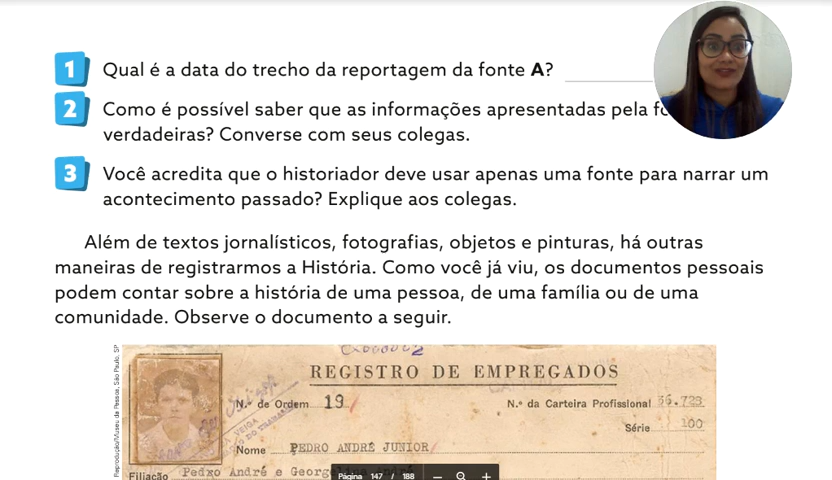 1 Qual é a data do trecho da reportagem da fonte A?
2 Como é possível saber que as informações apresentadas pela
verdadeiras? Converse com seus colegas.
3 Você acredita que o historiador deve usar apenas uma fonte para narrar um
acontecimento passado? Explique aos colegas.
Além de textos jornalísticos, fotografias, objetos e pinturas, há outras
maneiras de registrarmos a História. Como você já viu, os documentos pessoais
podem contar sobre a história de uma pessoa, de uma família ou de uma
comunidade. Observe o documento a seguir.
Reprodução/Museu da Pessoa, São Paulo, SP
REGISTRO DE EMPREGADOS
N.º de Ordem 19
N.º da Carteira Profissional 36.723
Série 100
Nome PEDRO ANDRÉ JUNIOR
Filiação Pedro André e
Página 147 / 188